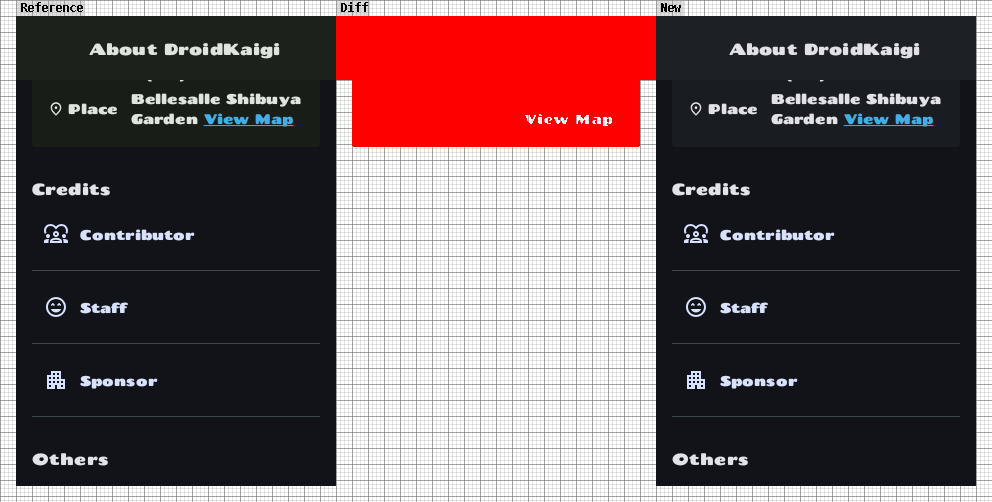 Reference
Diff
New
About DroidKaigi
Place
Bellesalle Shibuya
Garden View Map
Credits
Contributor
Staff
Sponsor
Others
View Map
About DroidKaigi
Place
Bellesalle Shibuya
Garden View Map
Credits
Contributor
Staff
Sponsor
Others